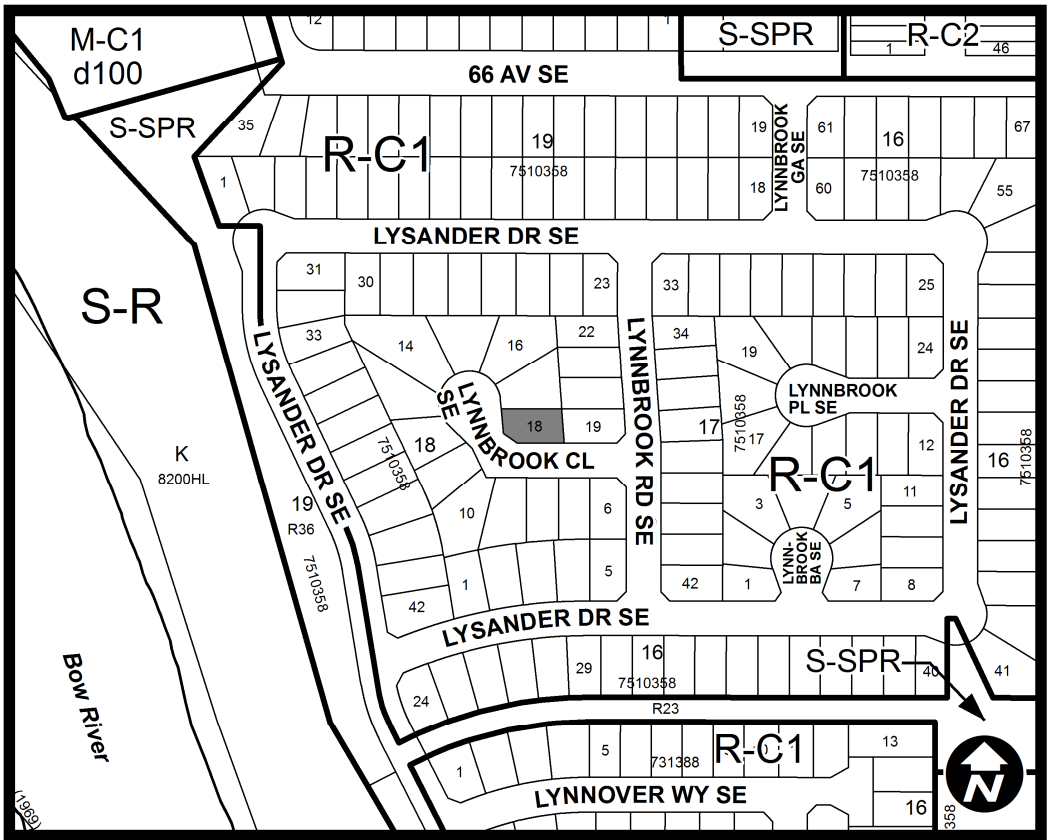 M-C1
d100
12
1
S-SPR
R-C2
1
46
66 AV SE
S-SPR
35
R-C1
19
7510358
19
18
LYNNBROOK
GA SE
61
60
16
7510358
67
55
1
LYSANDER DR SE
S-R
31
30
23
33
25
33
14
16
22
34
19
24
LYSANDER DR SE
LYNNBROOK CL
SE
18
19
LYNNBROOK RD SE
LYNNBROOK
PL SE
LYSANDER DR SE
18
7510358
17
7510358
17
12
16
7510358
K
8200HL
R-C1
19
R36
7510358
10
6
3
5
11
LYNN-
BROOK
BA SE
1
5
42
42
1
7
8
LYSANDER DR SE
24
29
16
7510358
40
S-SPR
41
R23
Bow River
1
5
731388
R-C1
13
N
LYNNOVER WY SE
16
358
(1969)